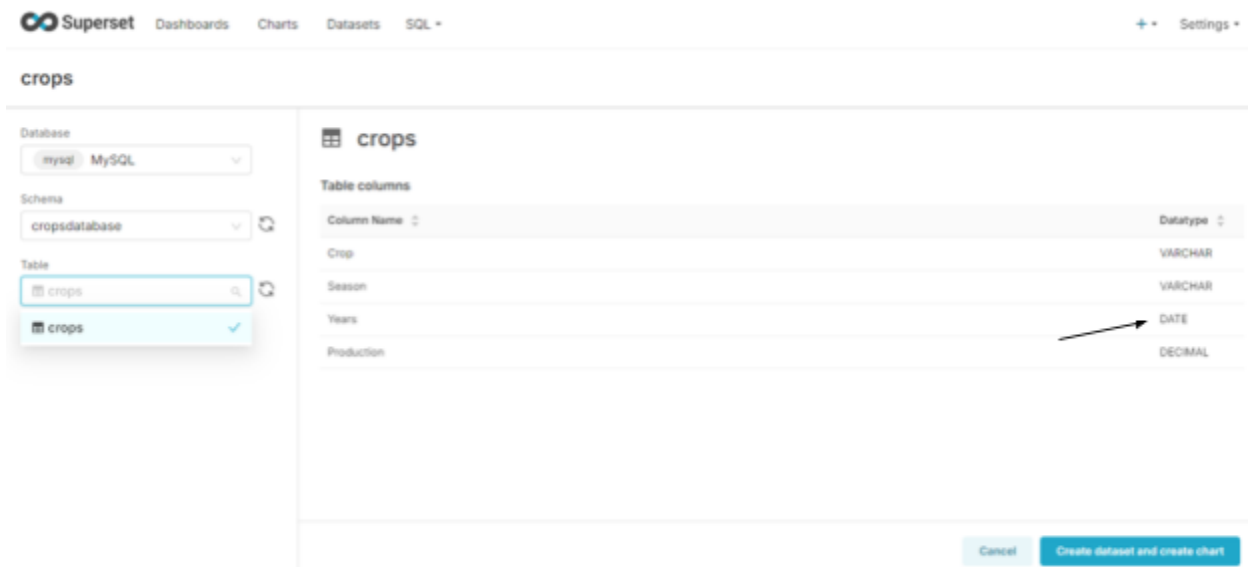 Superset Dashboards Charts Datasets SQL + Settings
crops
Database
mysql MySQL
Schema
cropsdatabase
Table
crops
crops
crops
Table columns
Column Name Datatype
Crop VARCHAR
Season VARCHAR
Years DATE
Production DECIMAL
Cancel Create dataset and create chart